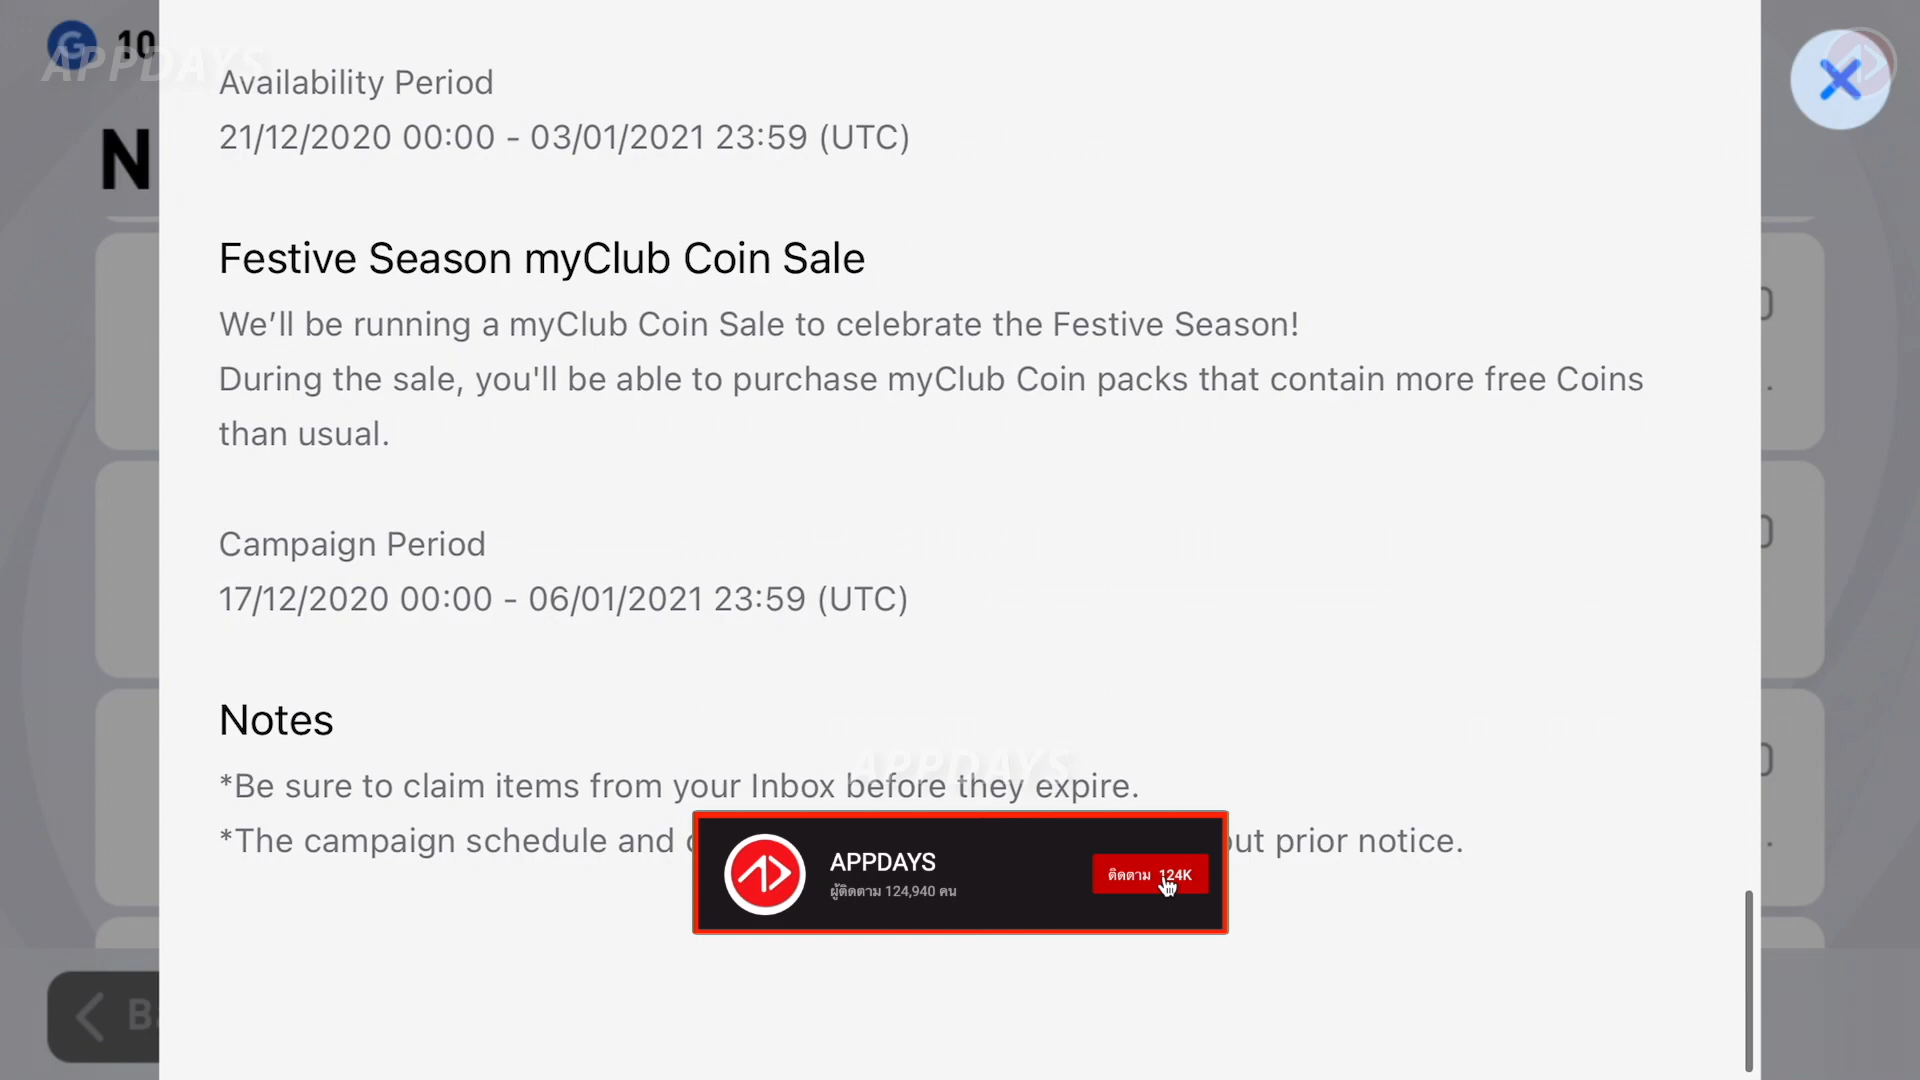 10
APPDAYS
N
Availability Period
21/12/2020 00:00 - 03/01/2021 23:59 (UTC)
Festive Season myClub Coin Sale
We’ll be running a myClub Coin Sale to celebrate the Festive Season!
During the sale, you'll be able to purchase myClub Coin packs that contain more free Coins
than usual.
Campaign Period
17/12/2020 00:00 - 06/01/2021 23:59 (UTC)
Notes
APPDAYS
*Be sure to claim items from your Inbox before they expire.
*The campaign schedule and prior notice.
APPDAYS
ผู้ติดตาม 124,940 คน
ติดตาม 124K